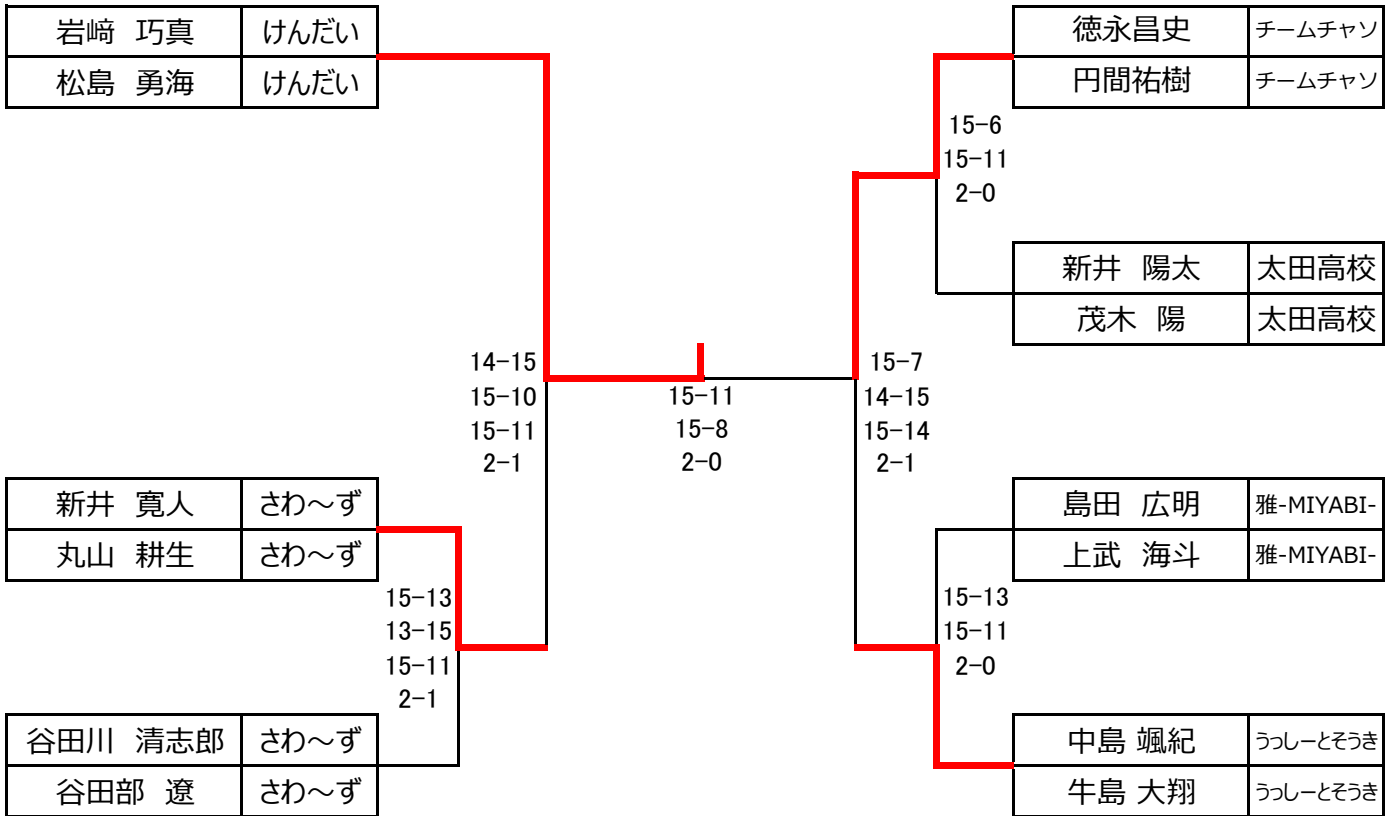 岩﨑 巧真 けんだい
松島 勇海 けんだい
徳永昌史 チームチャソ
円間祐樹 チームチャソ
15-6
15-11
2-0
新井 陽太 太田高校
茂木 陽 太田高校
14-15
15-10
15-11
2-1
15-11
15-8
2-0
15-7
14-15
15-14
2-1
新井 寛人 さわ～ず
丸山 耕生 さわ～ず
島田 広明 雅-MIYABI-
上武 海斗 雅-MIYABI-
15-13
13-15
15-11
2-1
15-13
15-11
2-0
谷田川 清志郎 さわ～ず
谷田部 遼 さわ～ず
中島 颯紀 うっしーとそうき
牛島 大翔 うっしーとそうき